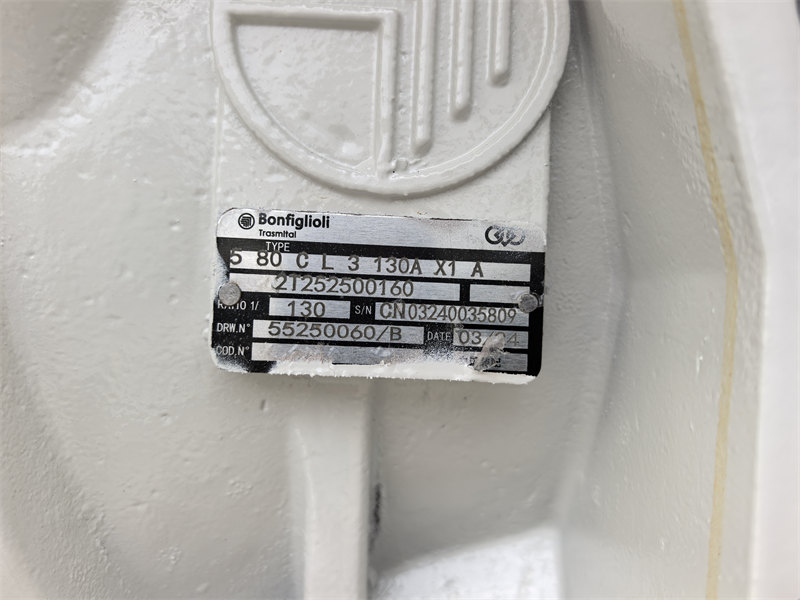 Bonfiglioli
Trasmital
TYPE
5 80 C L 3 130A X1 A
2T252500160
RATIO 1/ 130 S/N CN03240035809
DRW.N° 55250060/B DATE 03/24
COD.N°